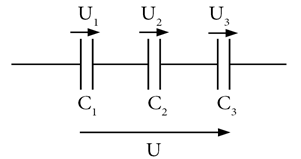 U₁ U₂ U₃
C₁ C₂ C₃
U